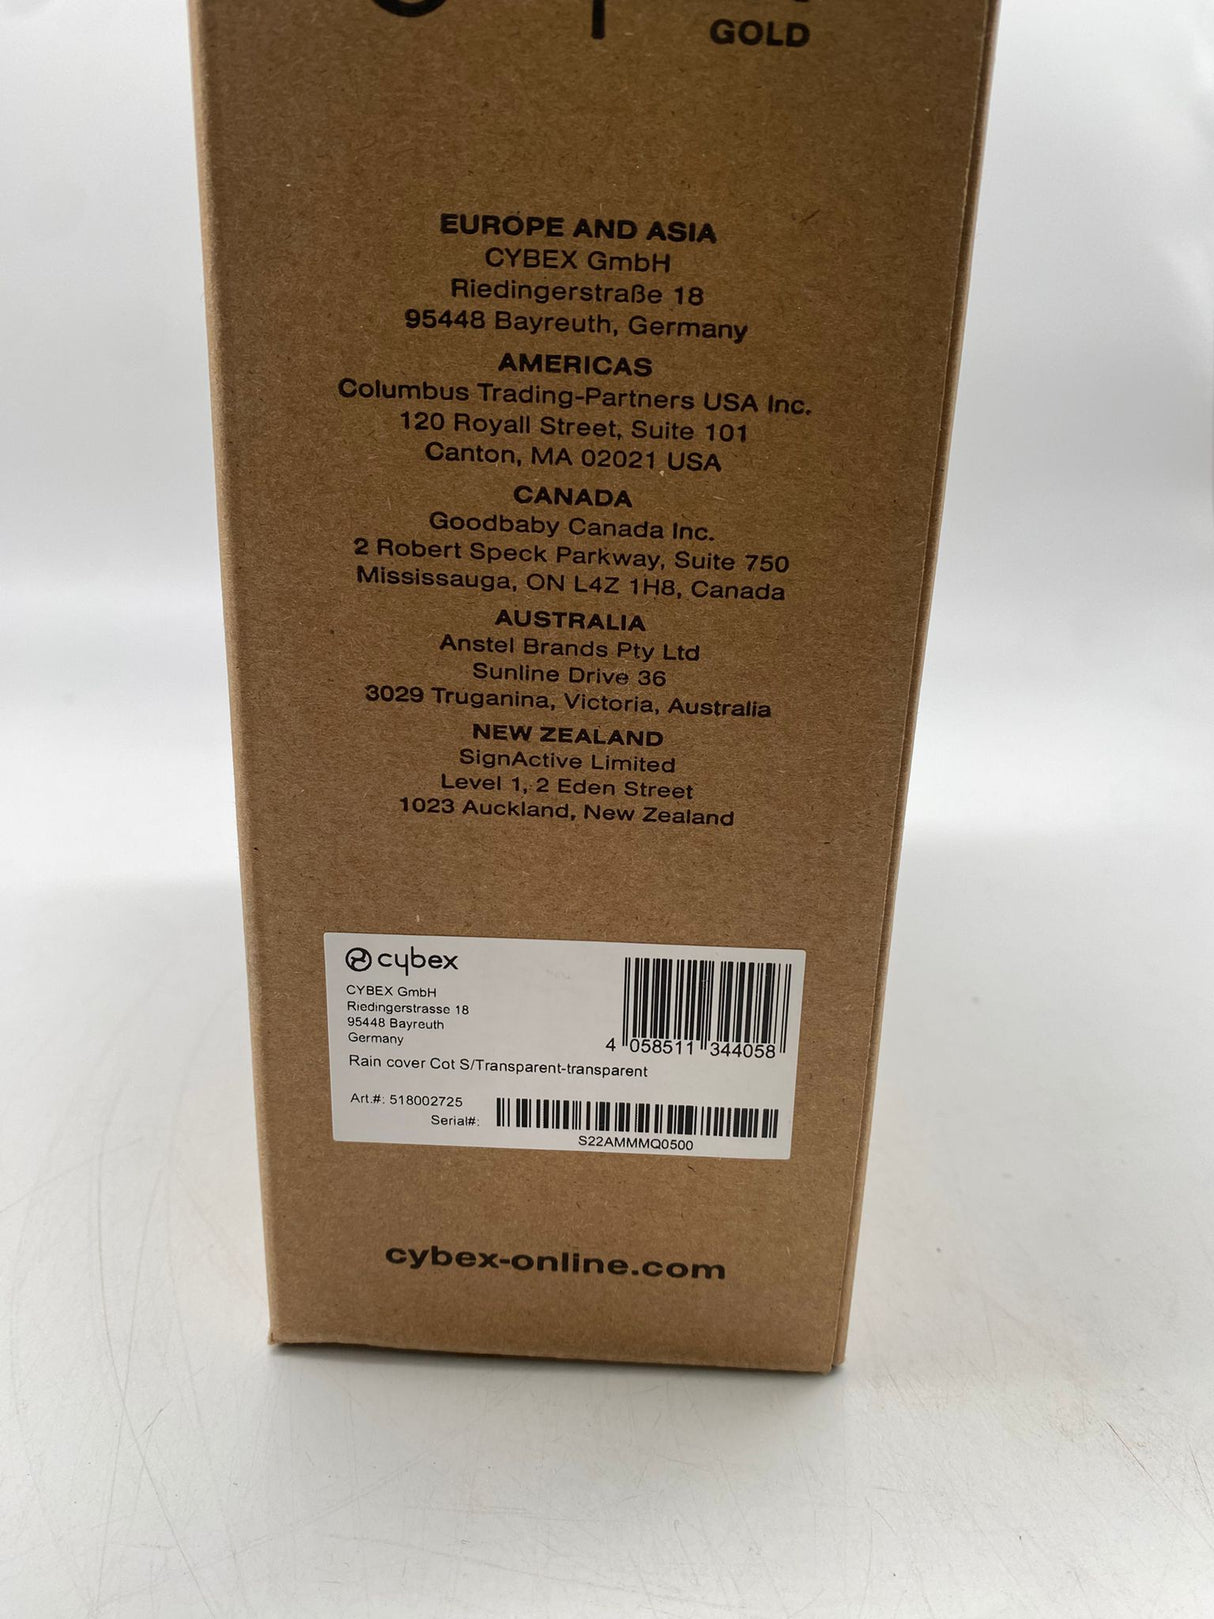 GOLD
EUROPE AND ASIA
CYBEX GmbH
Riedingerstraße 18
95448 Bayreuth, Germany
AMERICAS
Columbus Trading-Partners USA Inc.
120 Royall Street, Suite 101
Canton, MA 02021 USA
CANADA
Goodbaby Canada Inc.
2 Robert Speck Parkway, Suite 750
Mississauga, ON L4Z 1H8, Canada
AUSTRALIA
Anstel Brands Pty Ltd
Sunline Drive 36
3029 Truganina, Victoria, Australia
NEW ZEALAND
SignActive Limited
Level 1, 2 Eden Street
1023 Auckland, New Zealand
cybex
CYBEX GmbH
Riedingerstrasse 18
95448 Bayreuth
Germany
4 058511 344058
Rain cover Cot S/Transparent-transparent
Art.#: 518002725
Serial#:
S22AMMMQ0500
cybex-online.com